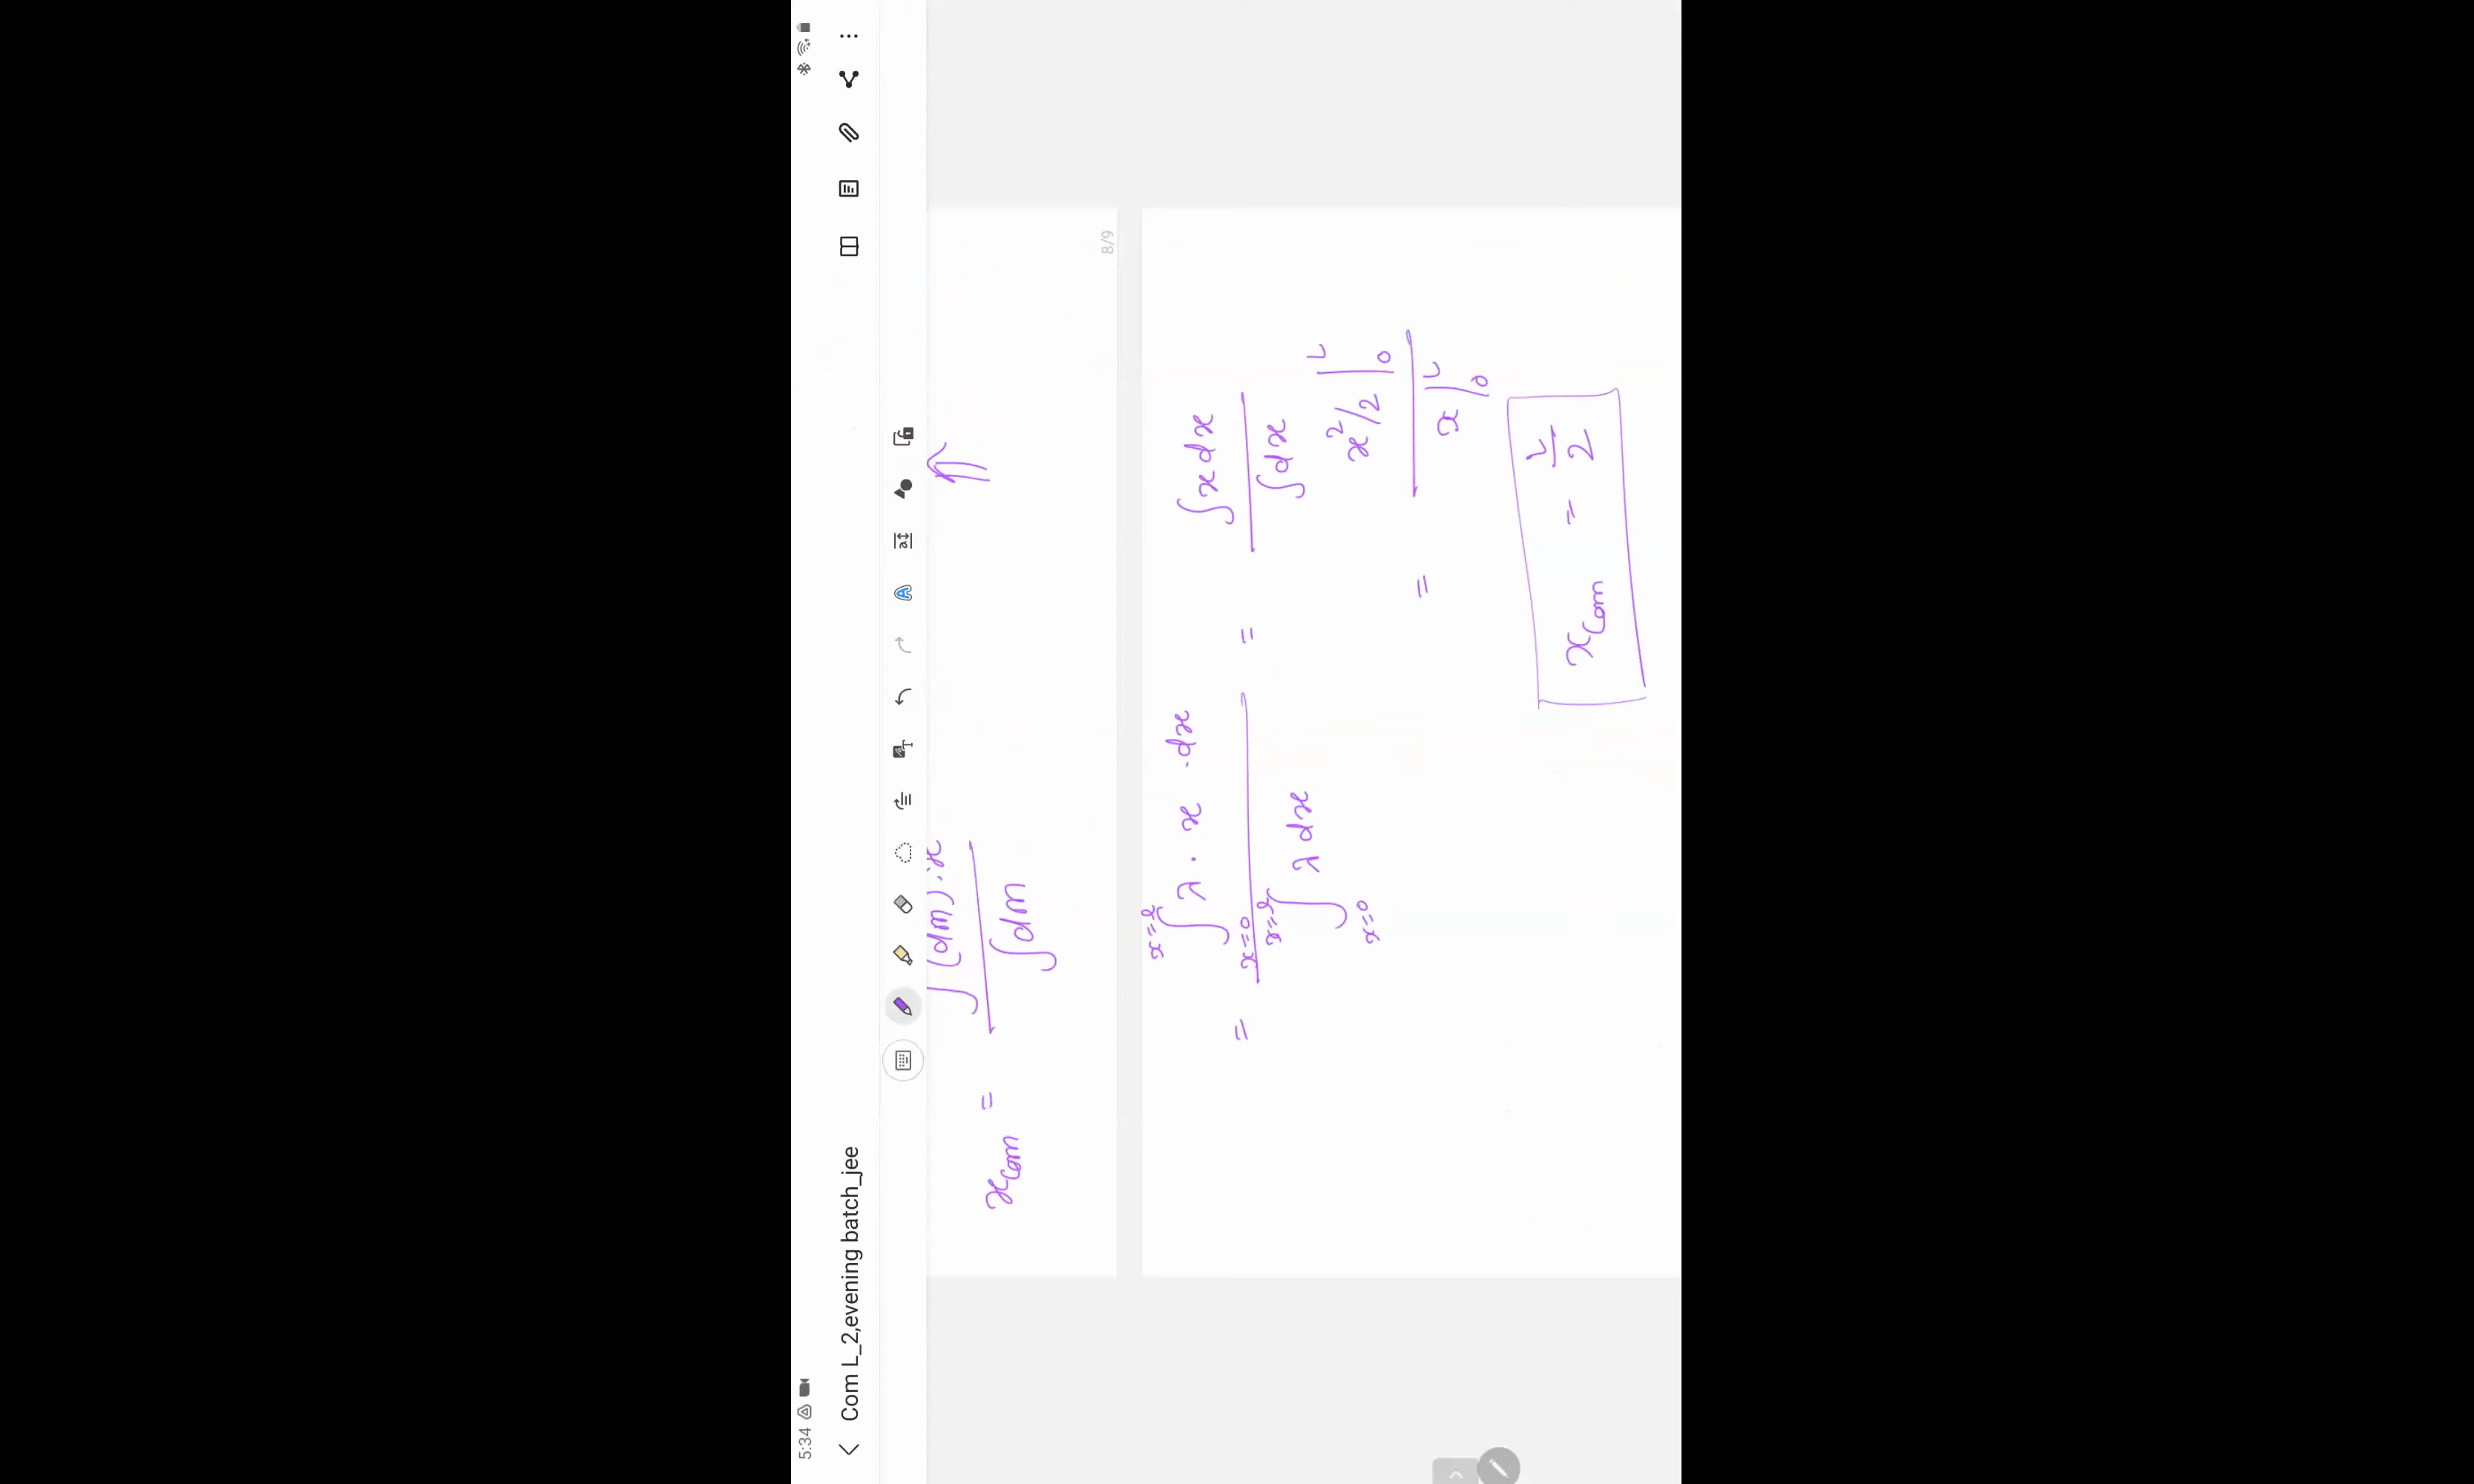 5:34
Com L_2,evening batch_jee
x_com = ∫(dm).x / ∫dm
8/9
= ∫_{x=0}^{x=l} λ . x . dx / ∫_{x=0}^{x=l} λ dx = ∫x dx / ∫dx
= x²/2 |_0^L / x |_0^L
x_com = L/2